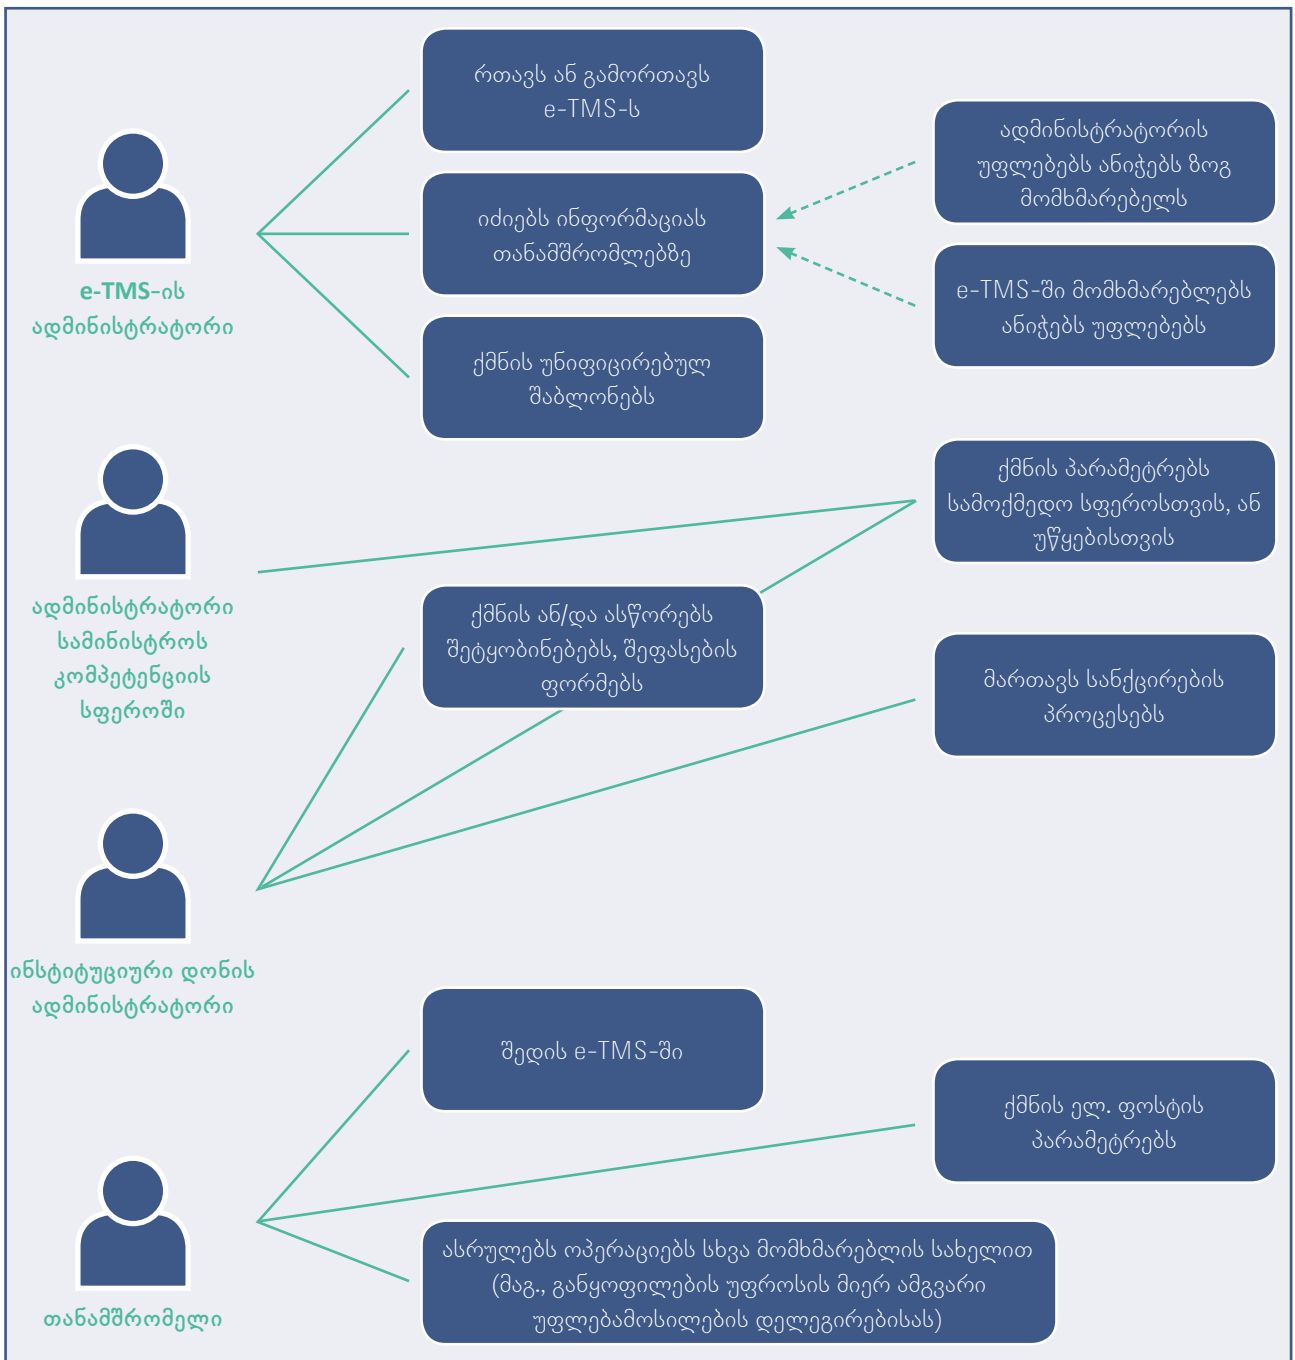 რთავს ან გამორთავს
e-TMS-ს
ადმინისტრატორის
უფლებებს ანიჭებს ზოგ
მომხმარებელს
იძიებს ინფორმაციას
თანამშრომლებზე
e-TMS-ში მომხმარებლებს
ანიჭებს უფლებებს
e-TMS-ის
ადმინისტრატორი
ქმნის უნიფიცირებულ
შაბლონებს
ქმნის პარამეტრებს
სამოქმედო სფეროსთვის, ან
უწყებისთვის
ადმინისტრატორი
სამინისტროს
კომპეტენციის
სფეროში
ქმნის ან/და ასწორებს
შეტყობინებებს, შეფასების
ფორმებს
მართავს სანქცირების
პროცესებს
ინსტიტუციური დონის
ადმინისტრატორი
შედის e-TMS-ში
ქმნის ელ. ფოსტის
პარამეტრებს
ასრულებს ოპერაციებს სხვა მომხმარებლის სახელით
(მაგ., განყოფილების უფროსის მიერ ამგვარი
უფლებამოსილების დელეგირებისას)
თანამშრომელი